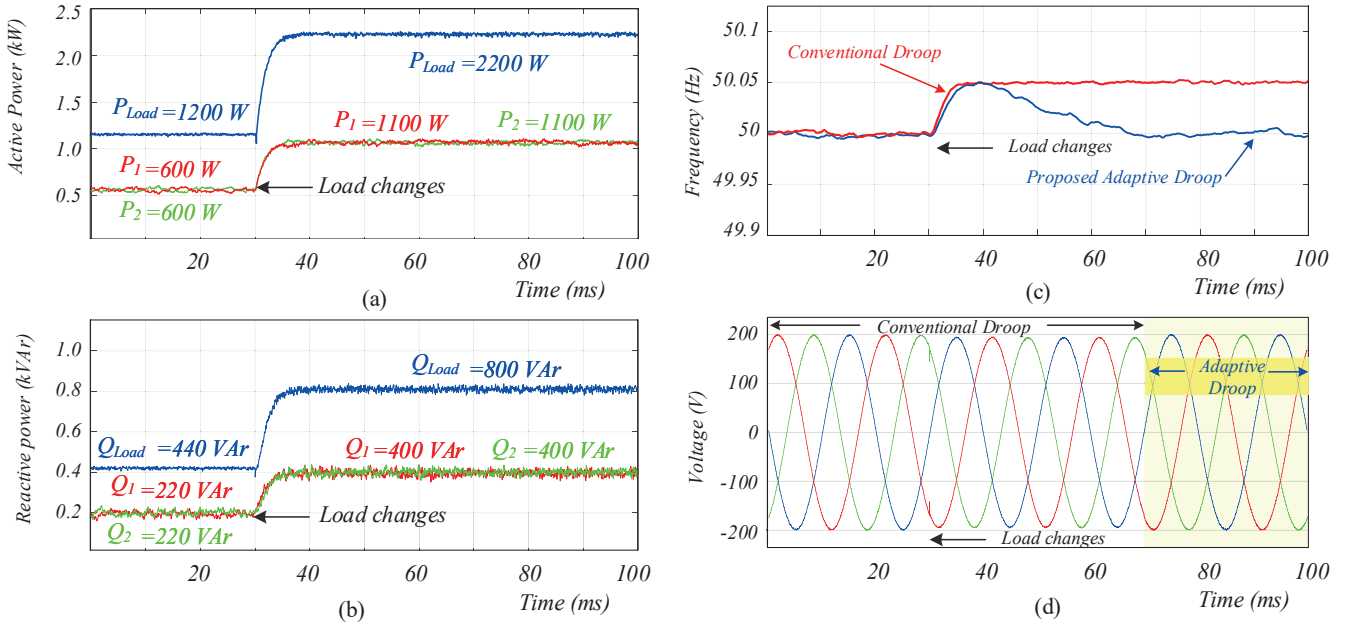 Active Power (kW)
2.5
2.0
1.5
1.0
0.5
P_Load =2200 W
P_Load =1200 W
P_1 =1100 W
P_2 =1100 W
P_1 =600 W
Load changes
P_2 =600 W
20
40
60
80
100
Time (ms)
(a)
Reactive power (kVAr)
1.0
0.8
0.6
0.4
0.2
Q_Load =800 VAr
Q_Load =440 VAr
Q_1 =400 VAr
Q_2 =400 VAr
Q_1 =220 VAr
Load changes
Q_2 =220 VAr
20
40
60
80
100
Time (ms)
(b)
Frequency (Hz)
50.1
50.05
50
49.95
49.9
Conventional Droop
Load changes
Proposed Adaptive Droop
20
40
60
80
100
Time (ms)
(c)
Voltage (V)
200
100
0
-100
-200
Conventional Droop
Adaptive
Droop
Load changes
20
40
60
80
100
Time (ms)
(d)